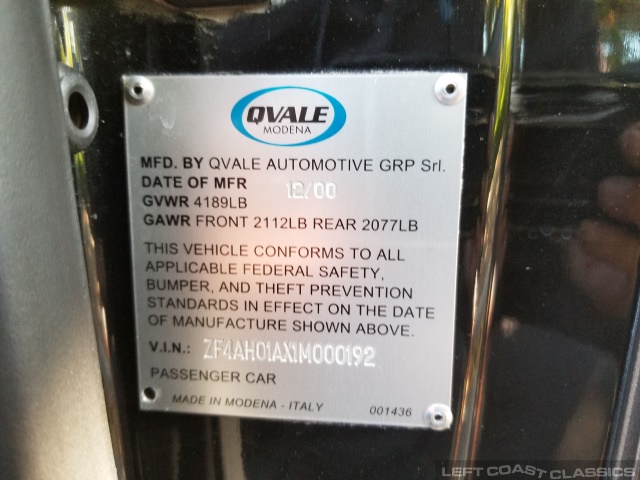 QVALE
MODENA
MFD. BY QVALE AUTOMOTIVE GRP Srl.
DATE OF MFR 12/00
GVWR 4189LB
GAWR FRONT 2112LB REAR 2077LB
THIS VEHICLE CONFORMS TO ALL
APPLICABLE FEDERAL SAFETY,
BUMPER, AND THEFT PREVENTION
STANDARDS IN EFFECT ON THE DATE
OF MANUFACTURE SHOWN ABOVE.
V.I.N.: ZF4AH01AX1M000192
PASSENGER CAR
MADE IN MODENA - ITALY 001436
LEFT COAST CLASSICS